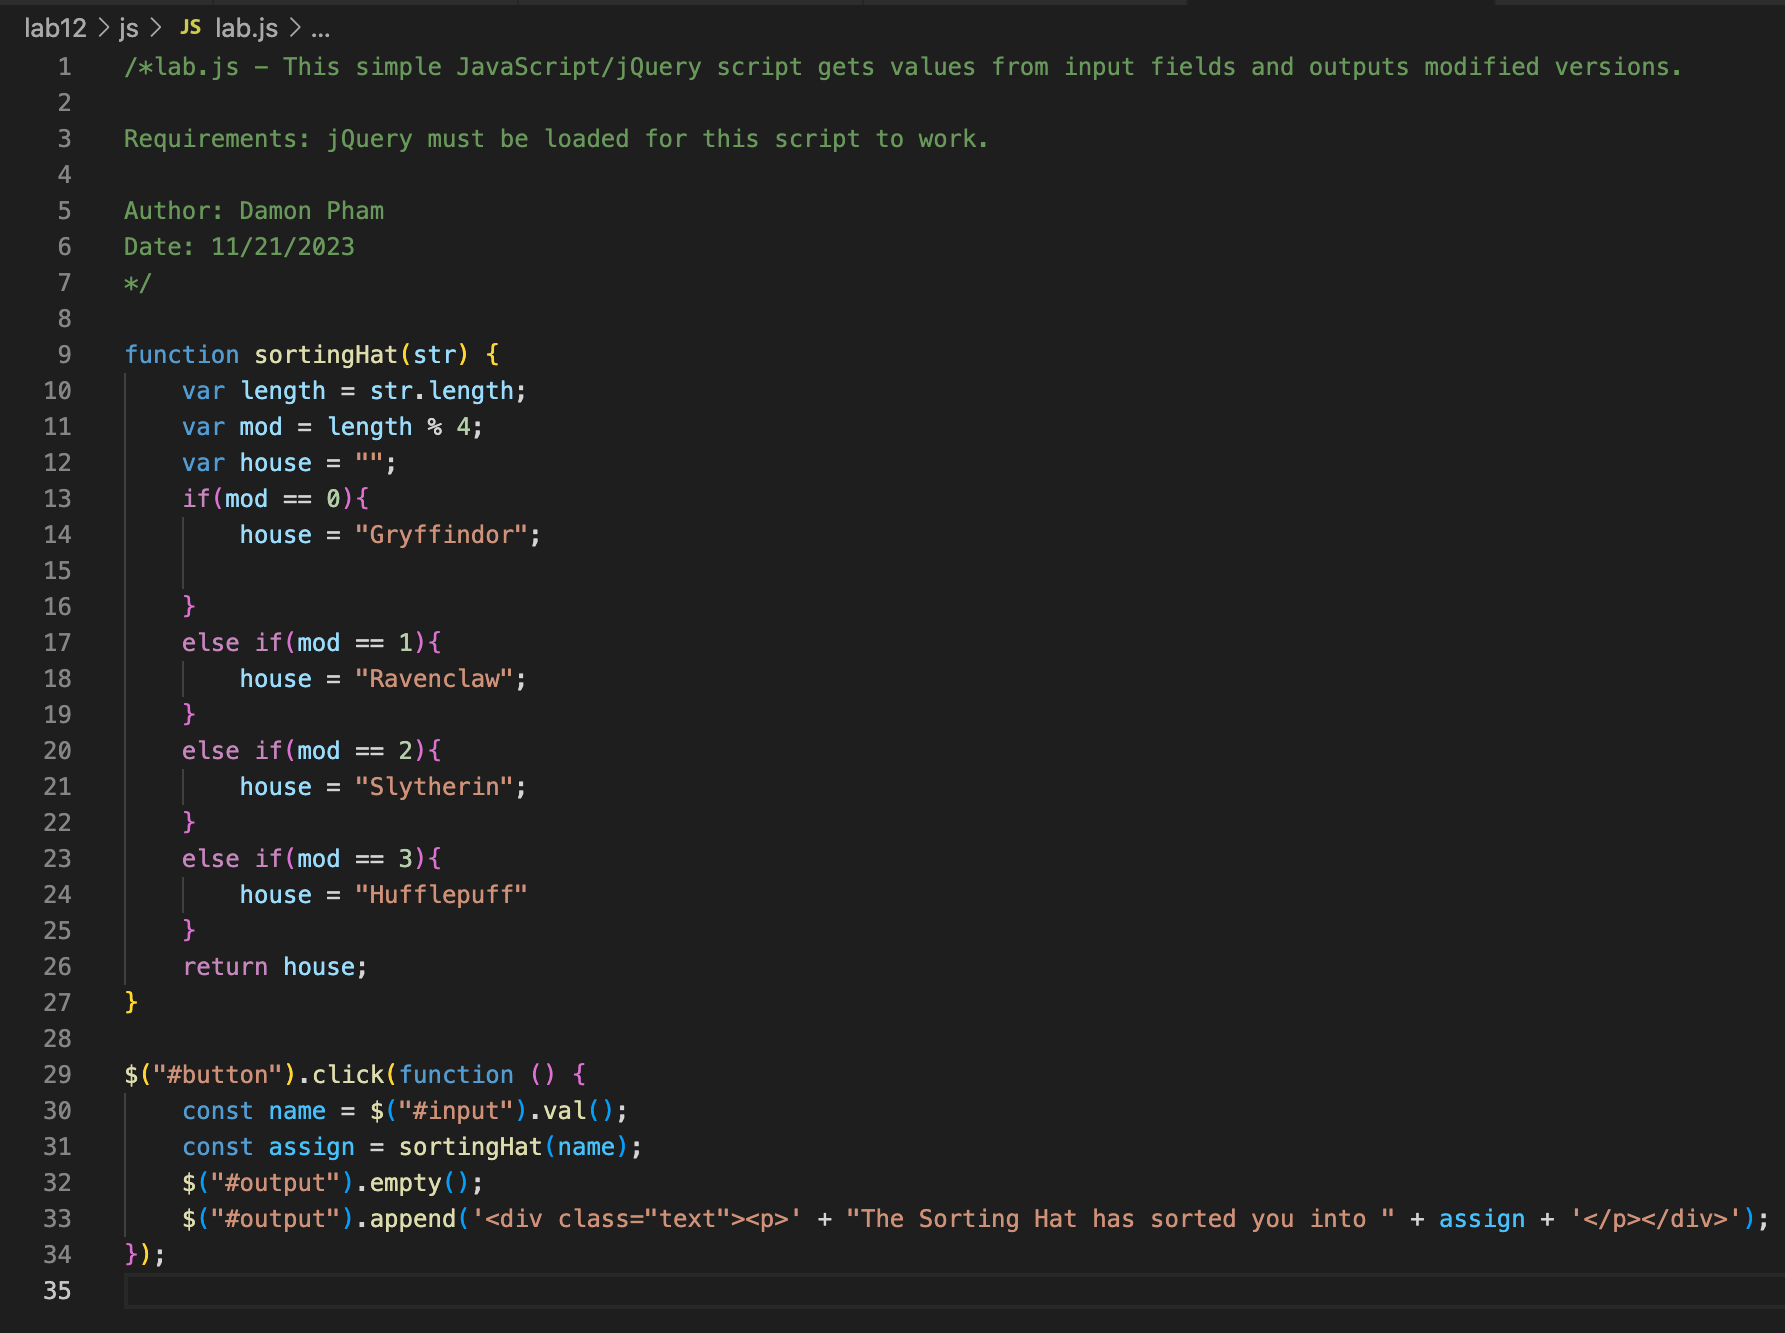 lab12 > js > JS lab.js > ...
1 /*lab.js – This simple JavaScript/jQuery script gets values from input fields and outputs modified versions.
2
3 Requirements: jQuery must be loaded for this script to work.
4
5 Author: Damon Pham
6 Date: 11/21/2023
7 */
8
9 function sortingHat(str) {
10     var length = str.length;
11     var mod = length % 4;
12     var house = "";
13     if(mod == 0){
14         house = "Gryffindor";
15
16     }
17     else if(mod == 1){
18         house = "Ravenclaw";
19     }
20     else if(mod == 2){
21         house = "Slytherin";
22     }
23     else if(mod == 3){
24         house = "Hufflepuff"
25     }
26     return house;
27 }
28
29 $("#button").click(function () {
30     const name = $("#input").val();
31     const assign = sortingHat(name);
32     $("#output").empty();
33     $("#output").append('<div class="text"><p>' + "The Sorting Hat has sorted you into " + assign + '</p></div>');
34 });
35